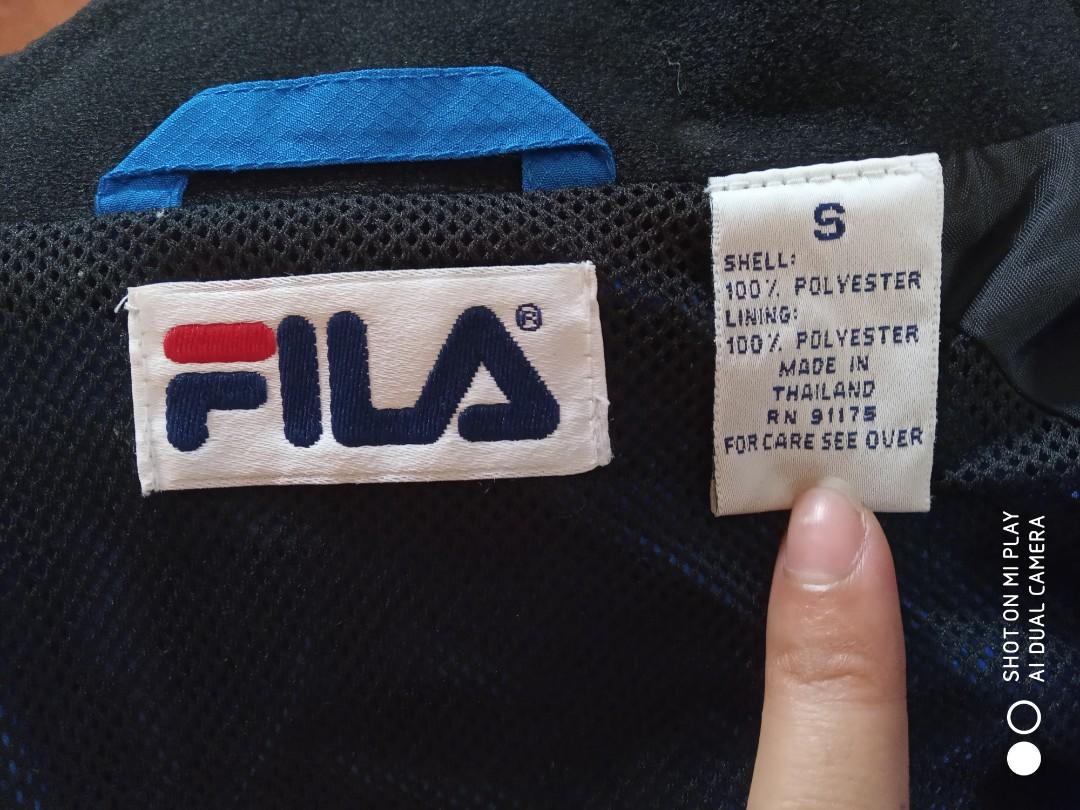 FILA®
S
SHELL:
100% POLYESTER
LINING:
100% POLYESTER
MADE IN
THAILAND
RN 91175
FOR CARE SEE OVER
SHOT ON MI PLAY
AI DUAL CAMERA